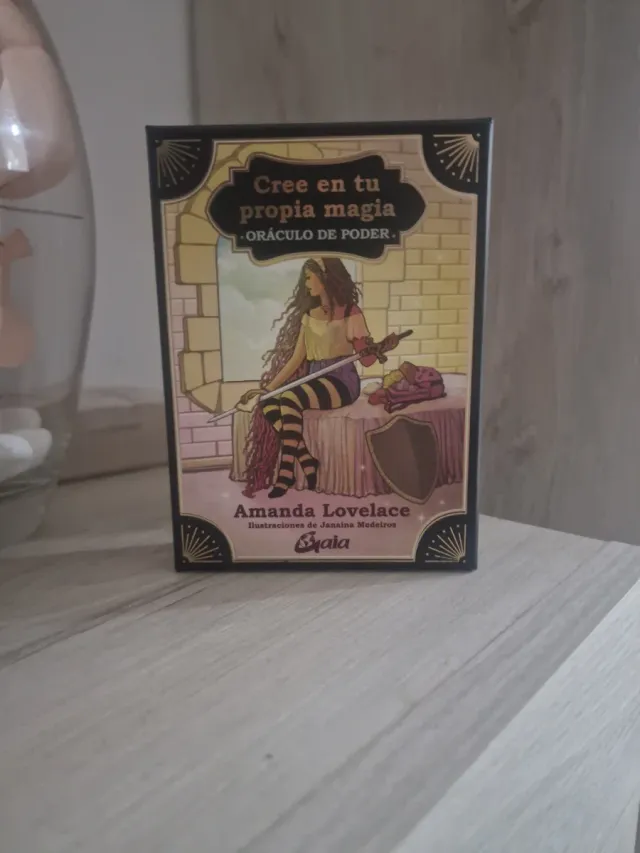 Cree en tu
propia magia
·ORÁCULO DE PODER·
Amanda Lovelace
Ilustraciones de Janaina Medeiros
Gaia